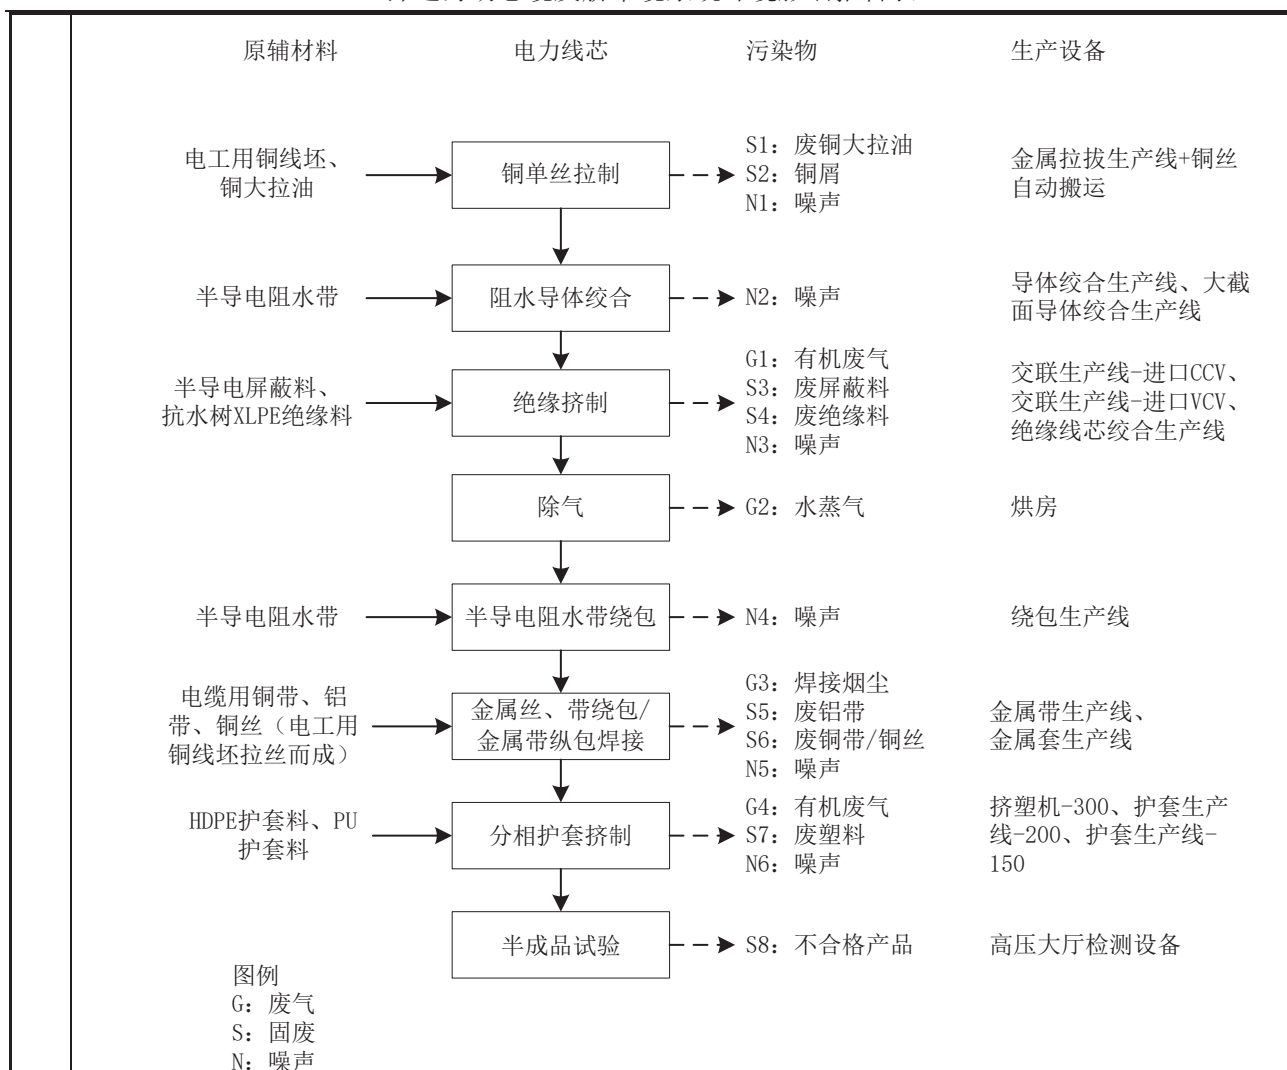 原辅材料 电力线芯 污染物 生产设备
电工用铜线坯、
铜大拉油
铜单丝拉制
S1：废铜大拉油
S2：铜屑
N1：噪声
金属拉拔生产线+铜丝
自动搬运
半导电阻水带
阻水导体绞合
N2：噪声
导体绞合生产线、大截
面导体绞合生产线
半导电屏蔽料、
抗水树XLPE绝缘料
绝缘挤制
G1：有机废气
S3：废屏蔽料
S4：废绝缘料
N3：噪声
交联生产线-进口CCV、
交联生产线-进口VCV、
绝缘线芯绞合生产线
除气
G2：水蒸气
烘房
半导电阻水带
半导电阻水带绕包
N4：噪声
绕包生产线
电缆用铜带、铝
带、铜丝（电工用
铜线坯拉丝而成）
金属丝、带绕包/
金属带纵包焊接
G3：焊接烟尘
S5：废铝带
S6：废铜带/铜丝
N5：噪声
金属带生产线、
金属套生产线
HDPE护套料、PU
护套料
分相护套挤制
G4：有机废气
S7：废塑料
N6：噪声
挤塑机-300、护套生产
线-200、护套生产线-
150
半成品试验
S8：不合格产品
高压大厅检测设备
图例
G：废气
S：固废
N：噪声